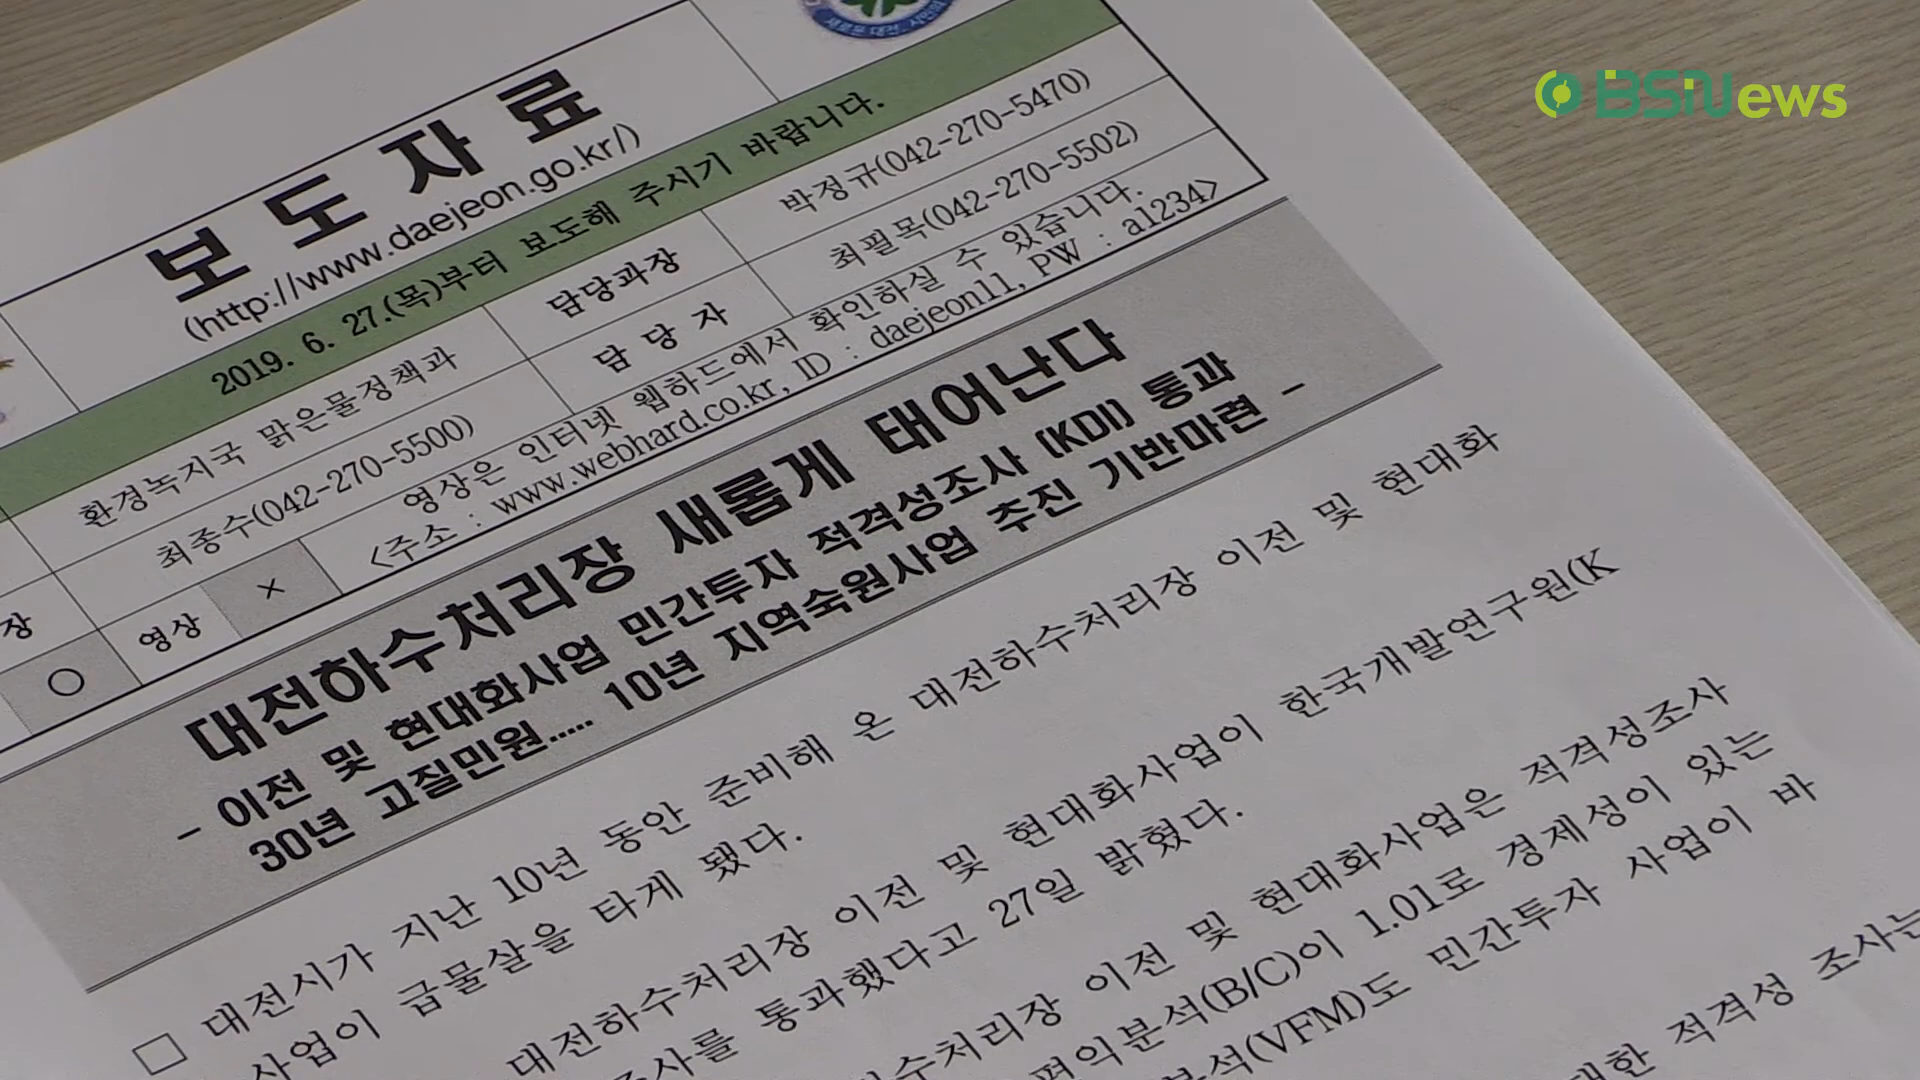 새로운 대전, 시민의
BSNews
보 도 자 료
(http://www.daejeon.go.kr/)
2019. 6. 27.(목)부터 보도해 주시기 바랍니다.
환경녹지국 맑은물정책과
담당과장
박정규(042-270-5470)
최종수(042-270-5500)
담 당 자
최필목(042-270-5502)
장
○
영상
×
영상은 인터넷 웹하드에서 확인하실 수 있습니다.
<주소 : www.webhard.co.kr, ID : daejeon11, PW : a1234>
대전하수처리장 새롭게 태어난다
- 이전 및 현대화사업 민간투자 적격성조사 (KDI) 통과
30년 고질민원.... 10년 지역숙원사업 추진 기반마련 -
□ 대전시가 지난 10년 동안 준비해 온 대전하수처리장 이전 및 현대화
사업이 급물살을 타게 됐다.
대전하수처리장 이전 및 현대화사업이 한국개발연구원(K
조사를 통과했다고 27일 밝혔다.
수처리장 이전 및 현대화사업은 적격성조사
편익분석(B/C)이 1.01로 경제성이 있는
분석(VFM)도 민간투자 사업이 바
대한 적격성 조사는